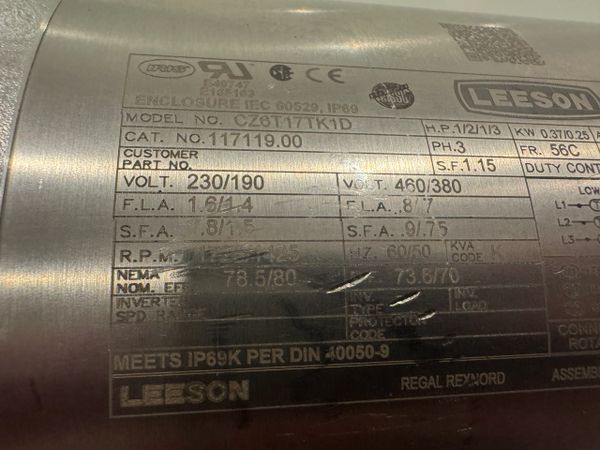 LEESON
ENCLOSURE IEC 60529, IP69
MODEL NO. CZ6T17TK1D H.P. 1/2/1/3 KW 0.37/0.25
CAT. NO. 117119.00 PH. 3 FR. 56C
CUSTOMER PART NO. S.F. 1.15 DUTY CONT
VOLT. 230/190 VOLT. 460/380
LOW
F.L.A. 1.6/1.4 F.L.A. .8/.7 L1
S.F.A. S.F.A. .9/.75 L2
L3
R.P.M. HZ. 60/50 KVA CODE K
NEMA NOM. EFF 78.5/80 73.6/70
INVERTER SPD RANGE INV. TYPE INV. LOAD
PROTECTOR CODE
CONN
ROTA
MEETS IP69K PER DIN 40050-9
LEESON REGAL REXNORD ASSEMB